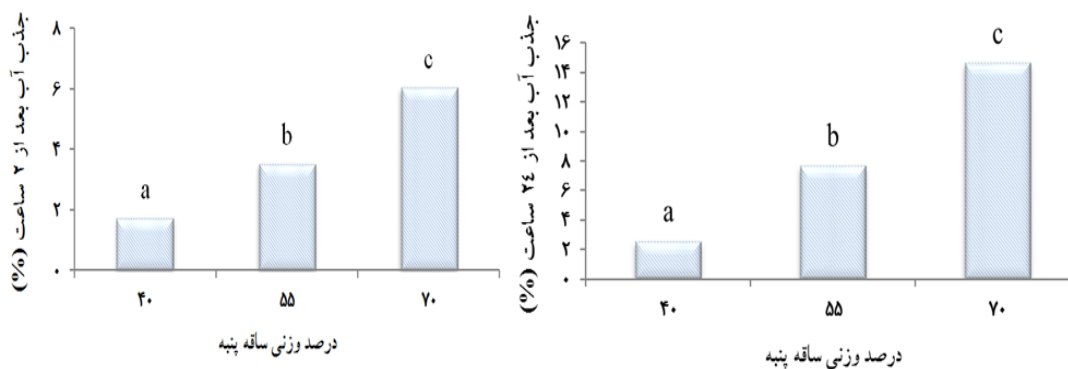 جذب آب بعد از ۲ ساعت (%)
۸
۶
۴
۲
۰
a
b
c
۴۰
۵۵
۷۰
درصد وزنی ساقه پنبه
جذب آب بعد از ۲٤ ساعت (%)
۱۶
۱۴
۱۲
۱۰
۸
۶
۴
۲
۰
a
b
c
۴۰
۵۵
۷۰
درصد وزنی ساقه پنبه